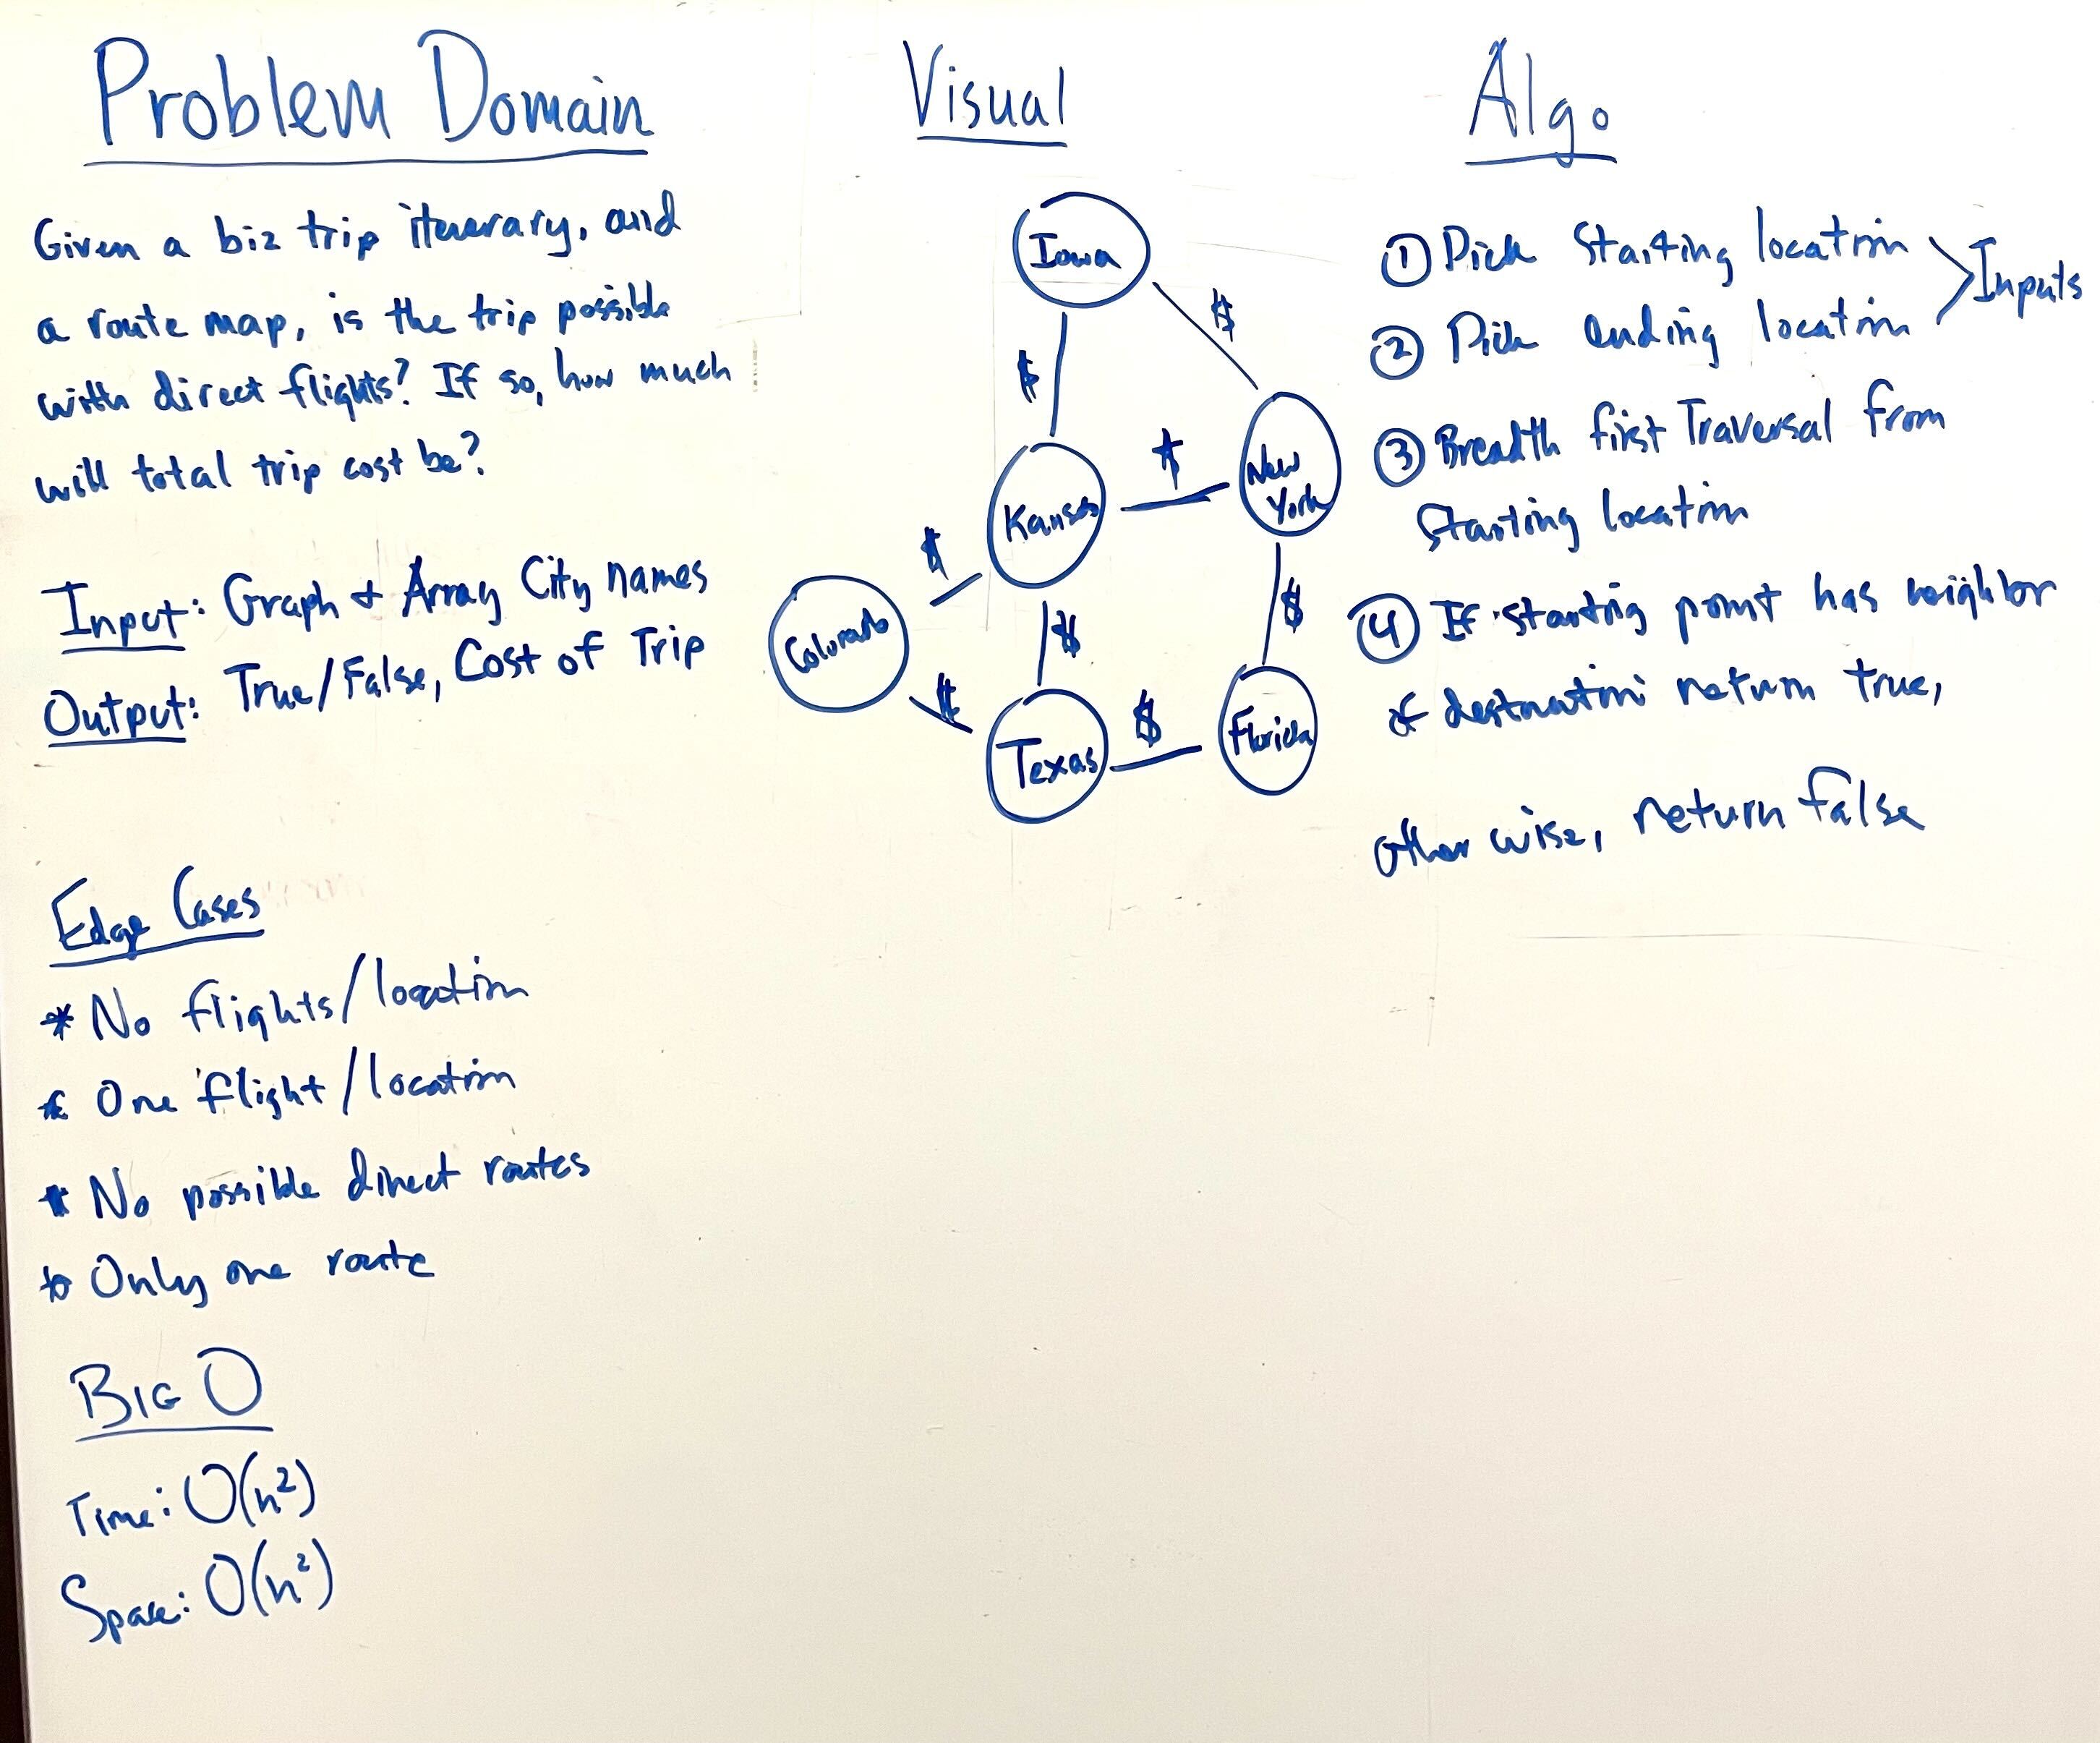 Problem Domain
Given a biz trip itenerary, and
a route map, is the trip possible
with direct flights? If so, how much
will total trip cost be?
Input: Graph + Array City names
Output: True/False, Cost of Trip
Edge Cases
* No flights/location
* One flight/location
* No possible direct routes
* Only one route
BIG O
Time: O(n²)
Space: O(n²)
Visual
Iowa
$
$
Kansas
$
New
York
$
Colorado
$
$
$
Texas
$
Florida
Algo
① Pick Starting location
② Pick ending location
> Inputs
③ Breadth first Traversal from
Starting location
④ If starting point has neighbor
of destination return true,
otherwise, return false